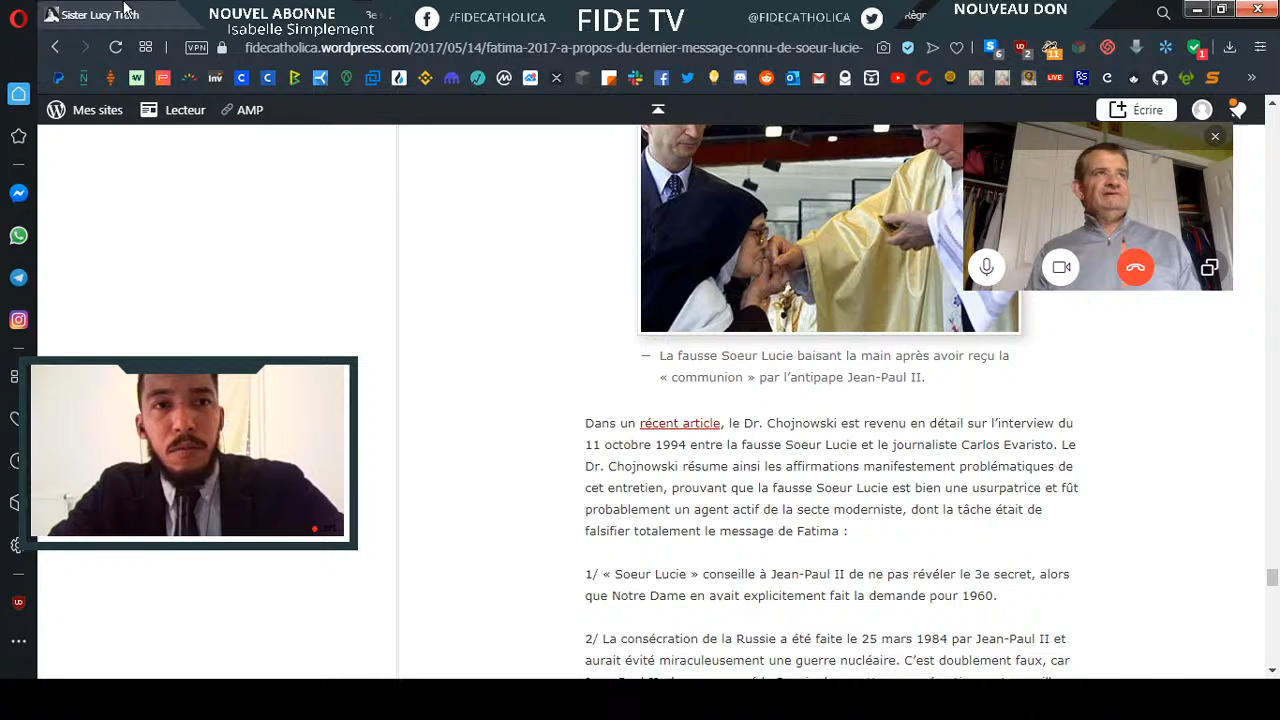 Sister Lucy
NOUVEL ABONNE
Isabelle Simplement
/FIDECATHOLICA
FIDE TV
@FIDECATHOLICA
NOUVEAU DON
VPN
fidecatholica.wordpress.com/2017/05/14/fatima-2017-a-propos-du-dernier-message-connu-de-soeur-lucie-
6
2
11
1
inv
LIVE
Mes sites
Lecteur
AMP
Écrire
— La fausse Soeur Lucie baisant la main après avoir reçu la
« communion » par l’antipape Jean-Paul II.
Dans un récent article, le Dr. Chojnowski est revenu en détail sur l’interview du
11 octobre 1994 entre la fausse Soeur Lucie et le journaliste Carlos Evaristo. Le
Dr. Chojnowski résume ainsi les affirmations manifestement problématiques de
cet entretien, prouvant que la fausse Soeur Lucie est bien une usurpatrice et fût
probablement un agent actif de la secte moderniste, dont la tâche était de
falsifier totalement le message de Fatima :
1/ « Soeur Lucie » conseille à Jean-Paul II de ne pas révéler le 3e secret, alors
que Notre Dame en avait explicitement fait la demande pour 1960.
2/ La consécration de la Russie a été faite le 25 mars 1984 par Jean-Paul II et
aurait évité miraculeusement une guerre nucléaire. C’est doublement faux, car